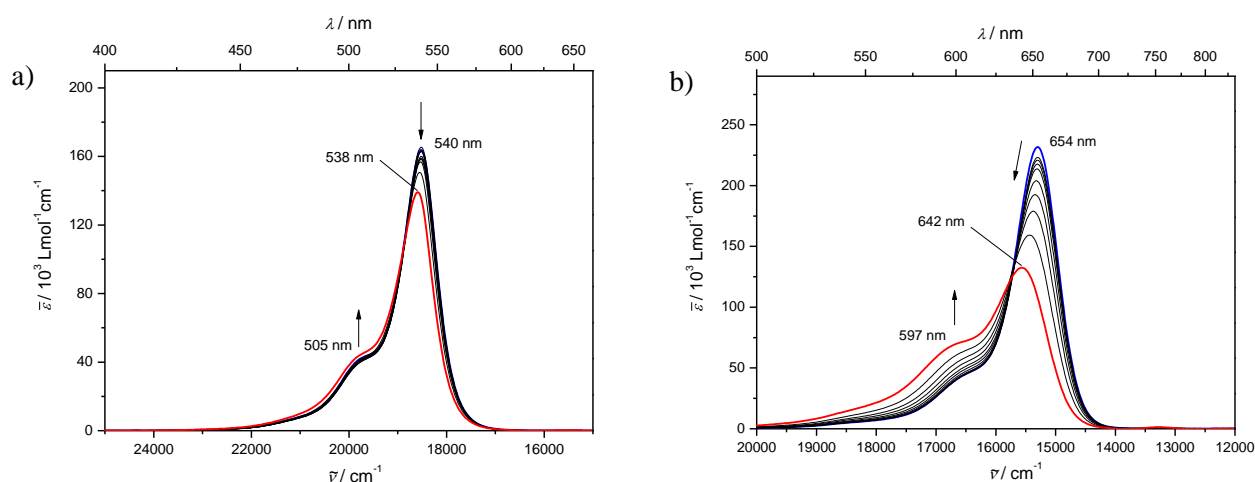 a)
λ / nm
400 450 500 550 600 650
200
160
120
80
40
0
ε̄ / 10³ Lmol⁻¹cm⁻¹
540 nm
538 nm
505 nm
24000 22000 20000 18000 16000
ν̃ / cm⁻¹
b)
λ / nm
500 550 600 650 700 750 800
250
200
150
100
50
0
ε̄ / 10³ Lmol⁻¹cm⁻¹
654 nm
642 nm
597 nm
20000 19000 18000 17000 16000 15000 14000 13000 12000
ν̃ / cm⁻¹